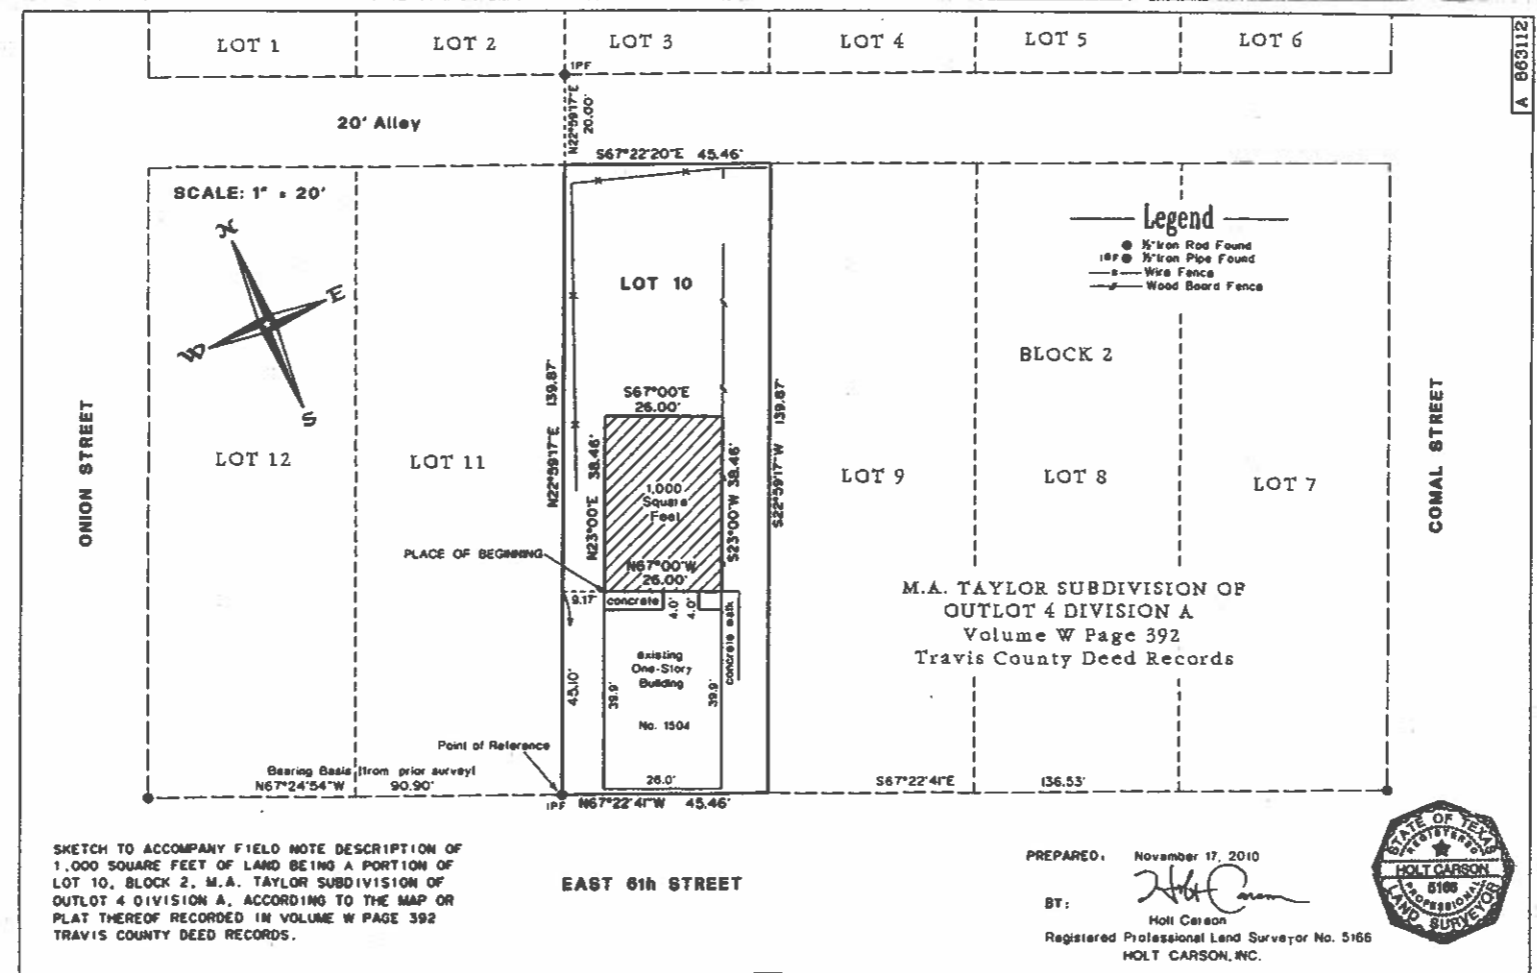 LOT 1
LOT 2
LOT 3
LOT 4
LOT 5
LOT 6
A 863112
IPF
N22°59'17"E
20.00'
20' Alley
S67°22'20"E 45.46'
SCALE: 1" = 20'
N
E
W
S
Legend
½" Iron Rod Found
IPF ½" Iron Pipe Found
Wire Fence
Wood Board Fence
LOT 10
BLOCK 2
ONION STREET
COMAL STREET
LOT 12
LOT 11
N22°59'17"E 139.87'
S67°00'E
26.00'
N23°00'E 38.46'
1,000
Square
Feet
S23°00'W 38.46'
S22°59'17"W 139.87'
N67°00'W
26.00'
LOT 9
LOT 8
LOT 7
PLACE OF BEGINNING
9.17'
concrete
4.0'
4.0'
concrete walk
45.10'
existing
One-Story
Building
39.9'
39.9'
No. 1504
26.0'
M.A. TAYLOR SUBDIVISION OF
OUTLOT 4 DIVISION A
Volume W Page 392
Travis County Deed Records
Point of Reference
Bearing Basis (from prior survey)
N67°24'54"W 90.90'
IPF
N67°22'41"W 45.46'
S67°22'41"E 136.53'
SKETCH TO ACCOMPANY FIELD NOTE DESCRIPTION OF
1,000 SQUARE FEET OF LAND BEING A PORTION OF
LOT 10, BLOCK 2, M.A. TAYLOR SUBDIVISION OF
OUTLOT 4 DIVISION A, ACCORDING TO THE MAP OR
PLAT THEREOF RECORDED IN VOLUME W PAGE 392
TRAVIS COUNTY DEED RECORDS.
EAST 6th STREET
PREPARED: November 17, 2010
BY:
Holt Carson
Holt Carson
Registered Professional Land Surveyor No. 5166
HOLT CARSON, INC.
STATE OF TEXAS
REGISTERED
HOLT CARSON
5166
PROFESSIONAL
LAND SURVEYOR